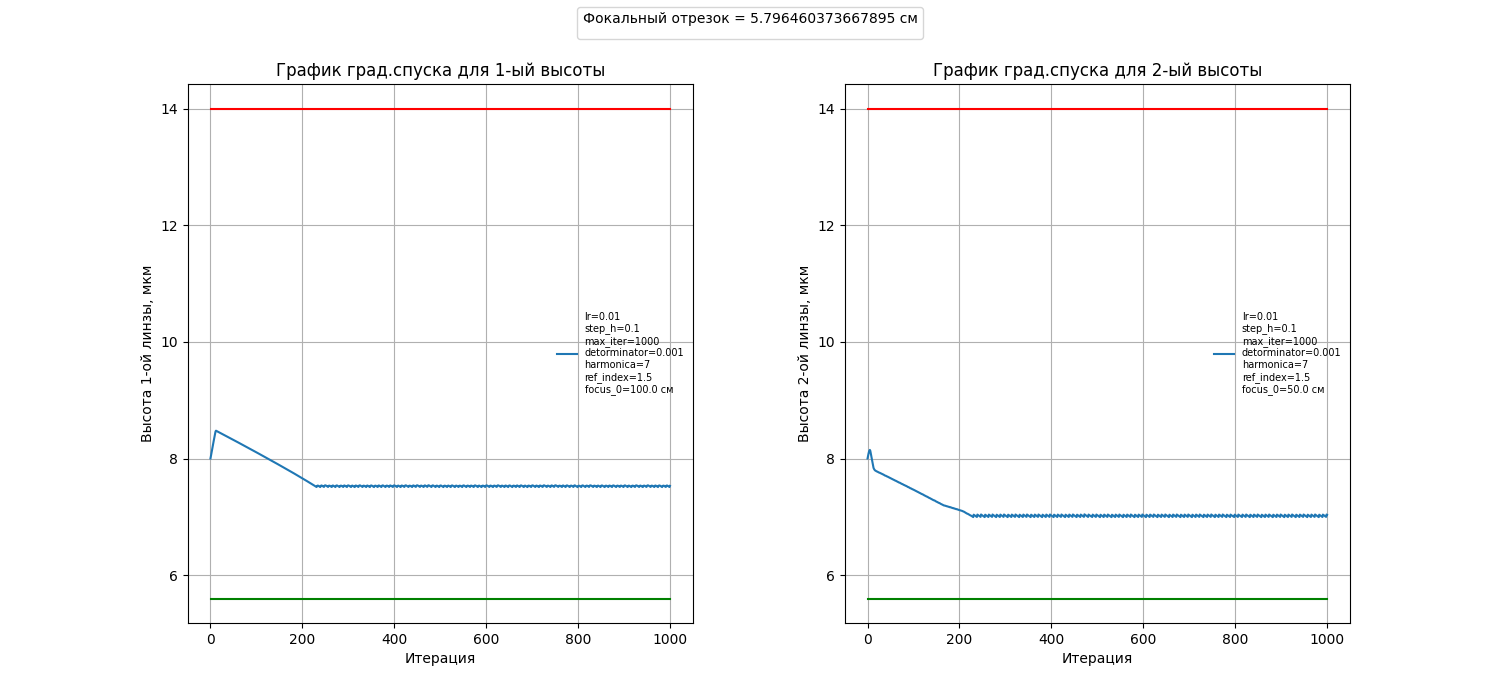 Фокальный отрезок = 5.796460373667895 см
График град.спуска для 1-ый высоты
Высота 1-ой линзы, мкм
14
12
10
8
6
lr=0.01
step_h=0.1
max_iter=1000
detorminator=0.001
harmonica=7
ref_index=1.5
focus_0=100.0 см
0 200 400 600 800 1000
Итерация
График град.спуска для 2-ый высоты
Высота 2-ой линзы, мкм
14
12
10
8
6
lr=0.01
step_h=0.1
max_iter=1000
detorminator=0.001
harmonica=7
ref_index=1.5
focus_0=50.0 см
0 200 400 600 800 1000
Итерация